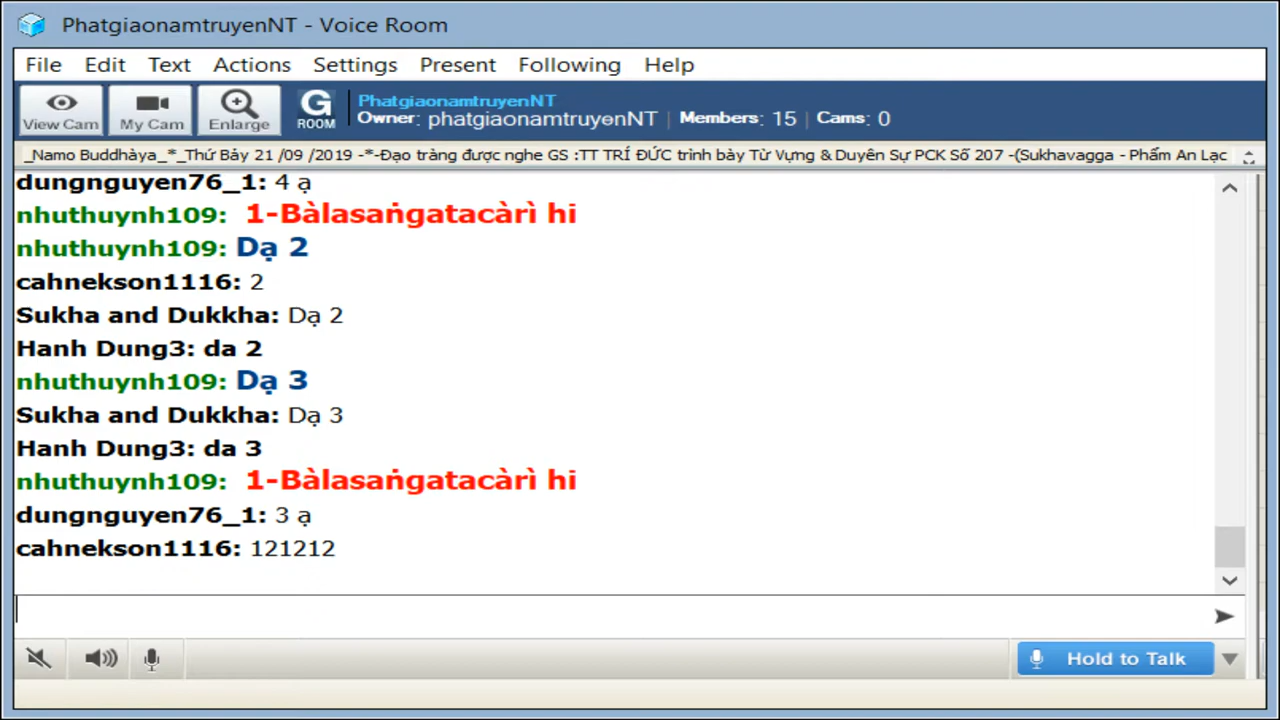 PhatgiaonamtruyenNT - Voice Room
File Edit Text Actions Settings Present Following Help
View Cam My Cam Enlarge G ROOM
PhatgiaonamtruyenNT
Owner: phatgiaonamtruyenNT Members: 15 Cams: 0
_Namo Buddhàya_*_Thứ Bảy 21 /09 /2019 -*-Đạo tràng được nghe GS :TT TRÍ ĐỨC trình bày Từ Vựng & Duyên Sự PCK Số 207 -(Sukhavagga - Phẩm An Lạc
dungnguyen76_1: 4 ạ
nhuthuynh109: 1-Bàlasaṅgatacàrì hi
nhuthuynh109: Dạ 2
cahnekson1116: 2
Sukha and Dukkha: Dạ 2
Hanh Dung3: da 2
nhuthuynh109: Dạ 3
Sukha and Dukkha: Dạ 3
Hanh Dung3: da 3
nhuthuynh109: 1-Bàlasaṅgatacàrì hi
dungnguyen76_1: 3 ạ
cahnekson1116: 121212
Hold to Talk